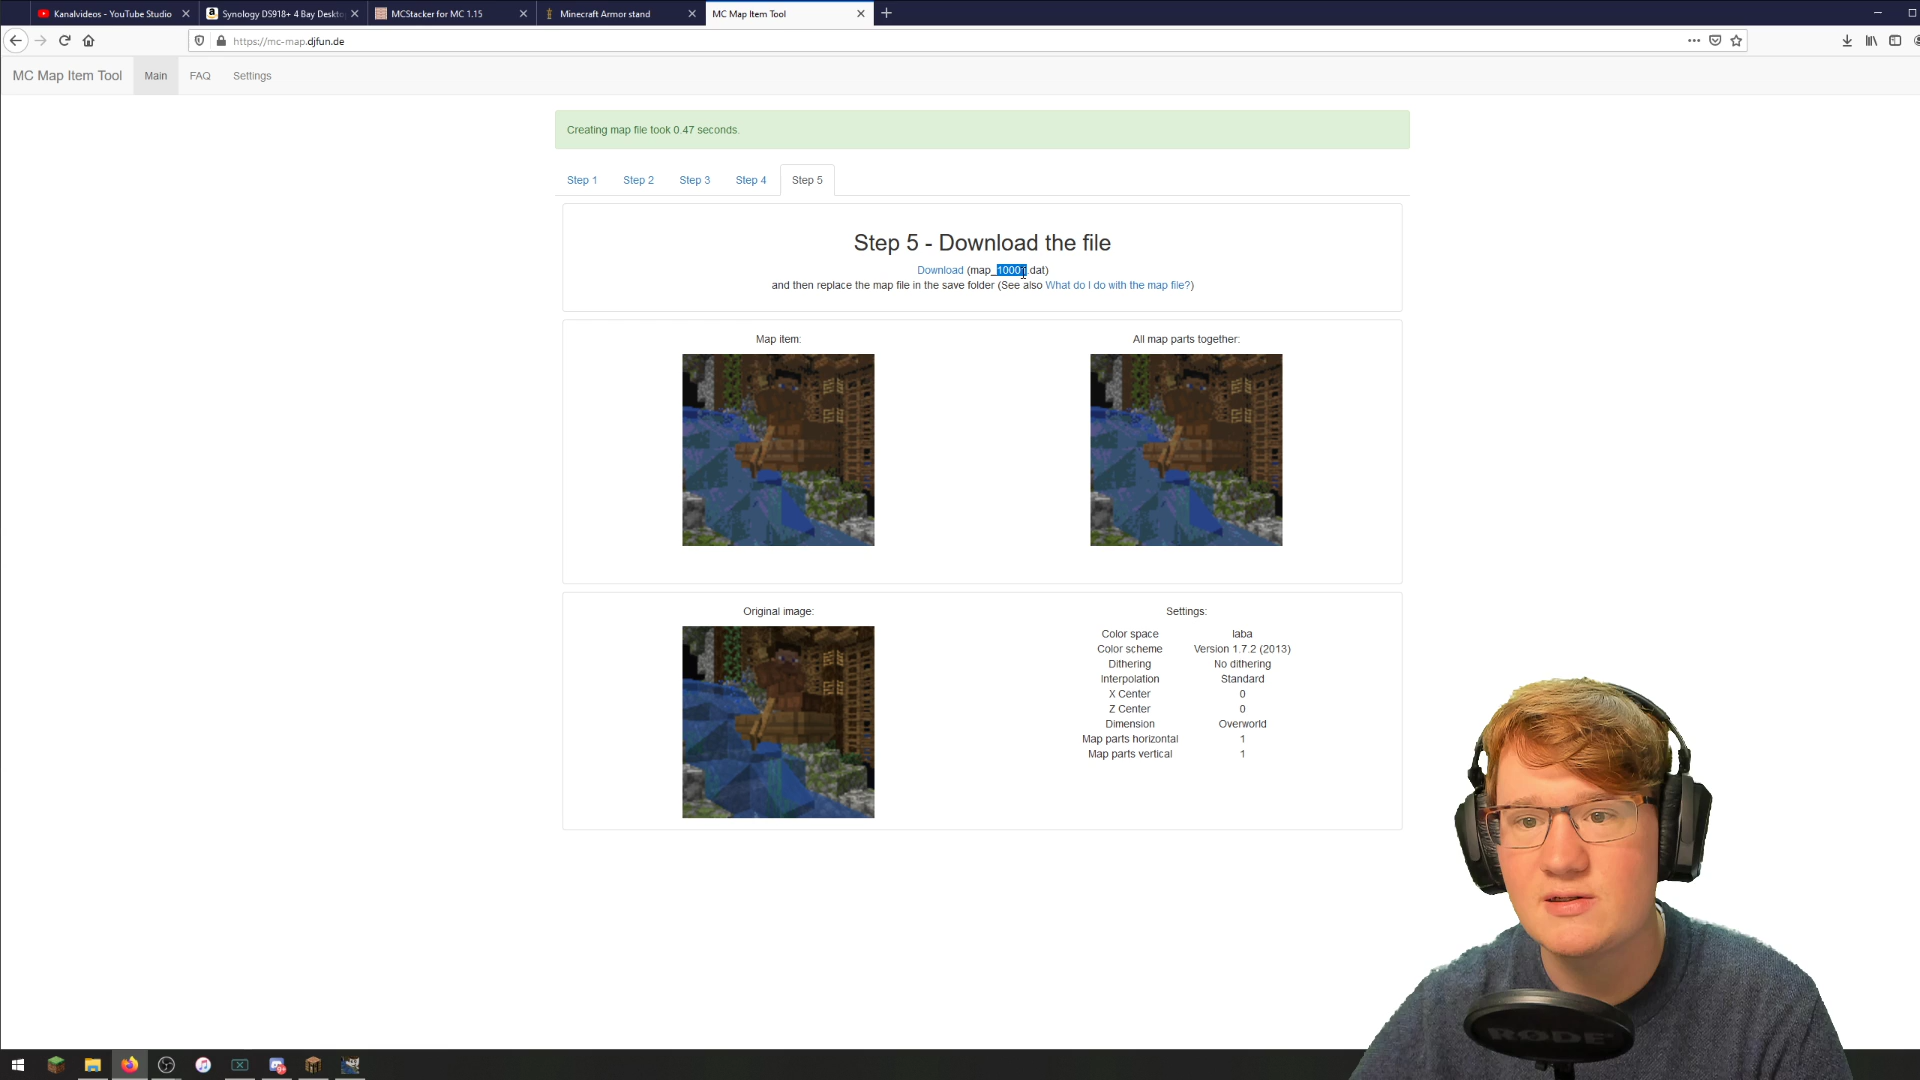 Kanalvideos - YouTube Studio
Synology DS918+ 4 Bay Deskto
MCStacker for MC 1.15
Minecraft Armor stand
MC Map Item Tool
https://mc-map.djfun.de
MC Map Item Tool
Main
FAQ
Settings
Creating map file took 0.47 seconds.
Step 1
Step 2
Step 3
Step 4
Step 5
Step 5 - Download the file
Download (map_10001.dat)
and then replace the map file in the save folder (See also What do I do with the map file?)
Map item:
All map parts together:
Original image:
Settings:
Color space laba
Color scheme Version 1.7.2 (2013)
Dithering No dithering
Interpolation Standard
X Center 0
Z Center 0
Dimension Overworld
Map parts horizontal 1
Map parts vertical 1
RODE